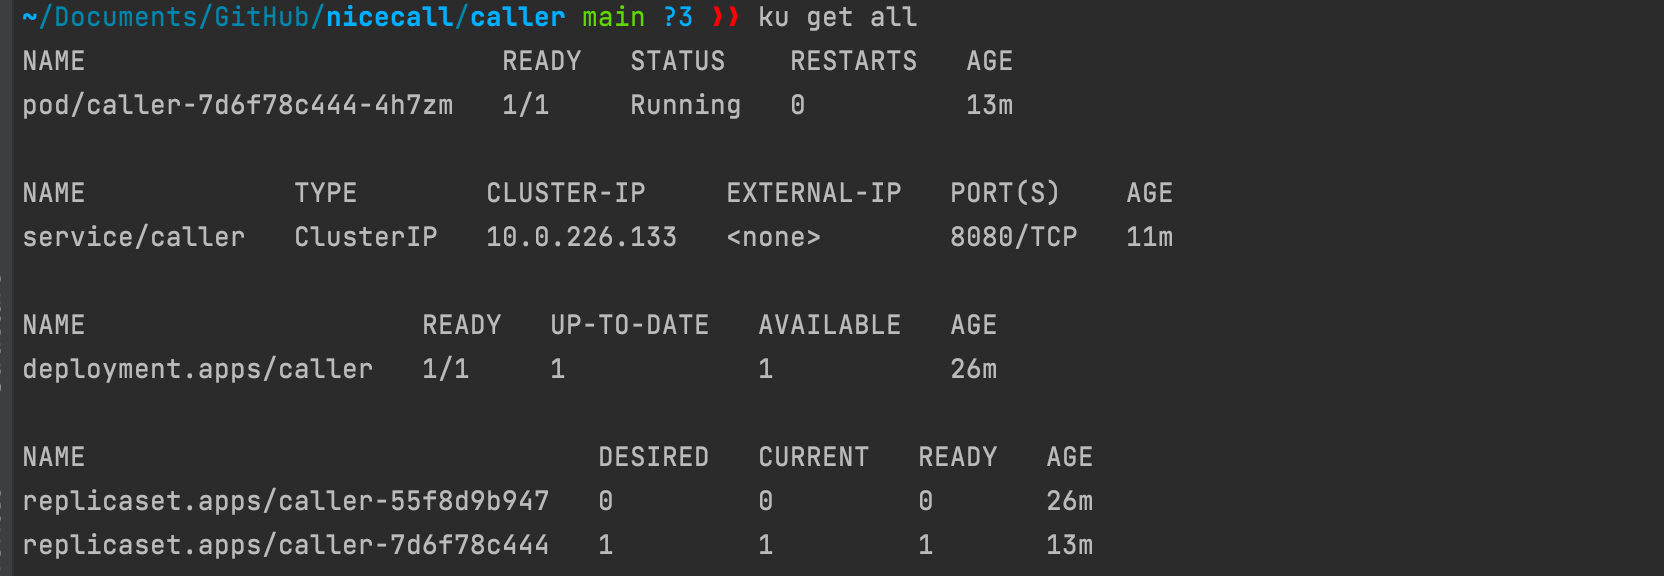 ~/Documents/GitHub/nicecall/caller main ?3 ❯❯ ku get all
NAME READY STATUS RESTARTS AGE
pod/caller-7d6f78c444-4h7zm 1/1 Running 0 13m
NAME TYPE CLUSTER-IP EXTERNAL-IP PORT(S) AGE
service/caller ClusterIP 10.0.226.133 <none> 8080/TCP 11m
NAME READY UP-TO-DATE AVAILABLE AGE
deployment.apps/caller 1/1 1 1 26m
NAME DESIRED CURRENT READY AGE
replicaset.apps/caller-55f8d9b947 0 0 0 26m
replicaset.apps/caller-7d6f78c444 1 1 1 13m